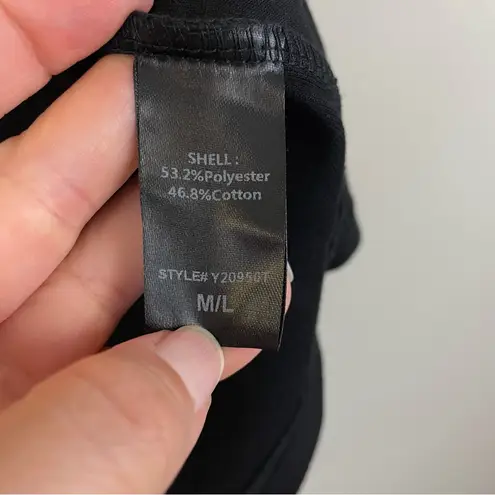 SHELL:
53.2%Polyester
46.8%Cotton
STYLE# Y20950T
M/L